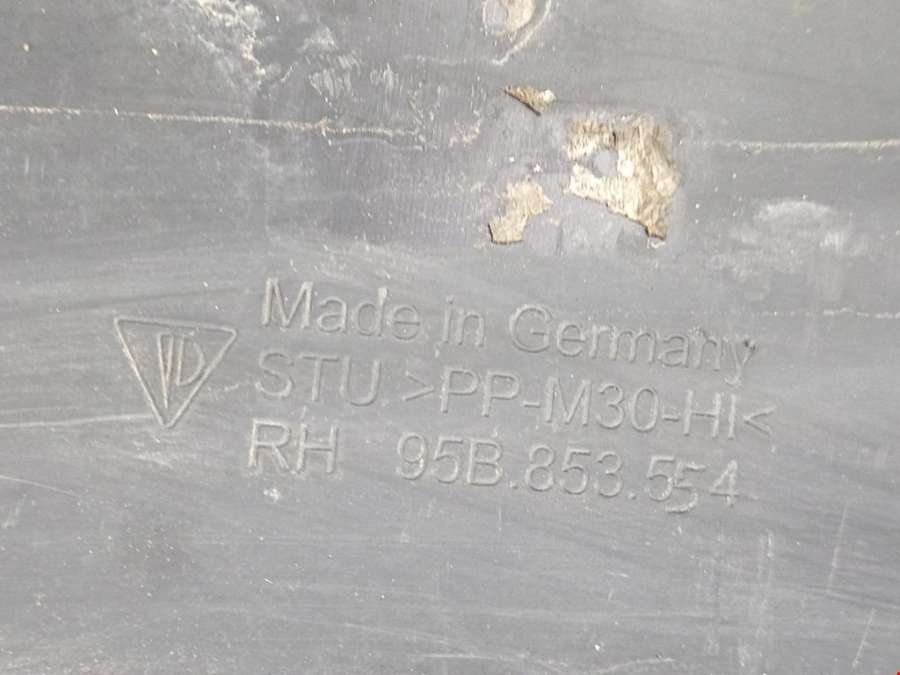 Made in Germany
STU >PP-M30-HI<
RH 95B.853.554